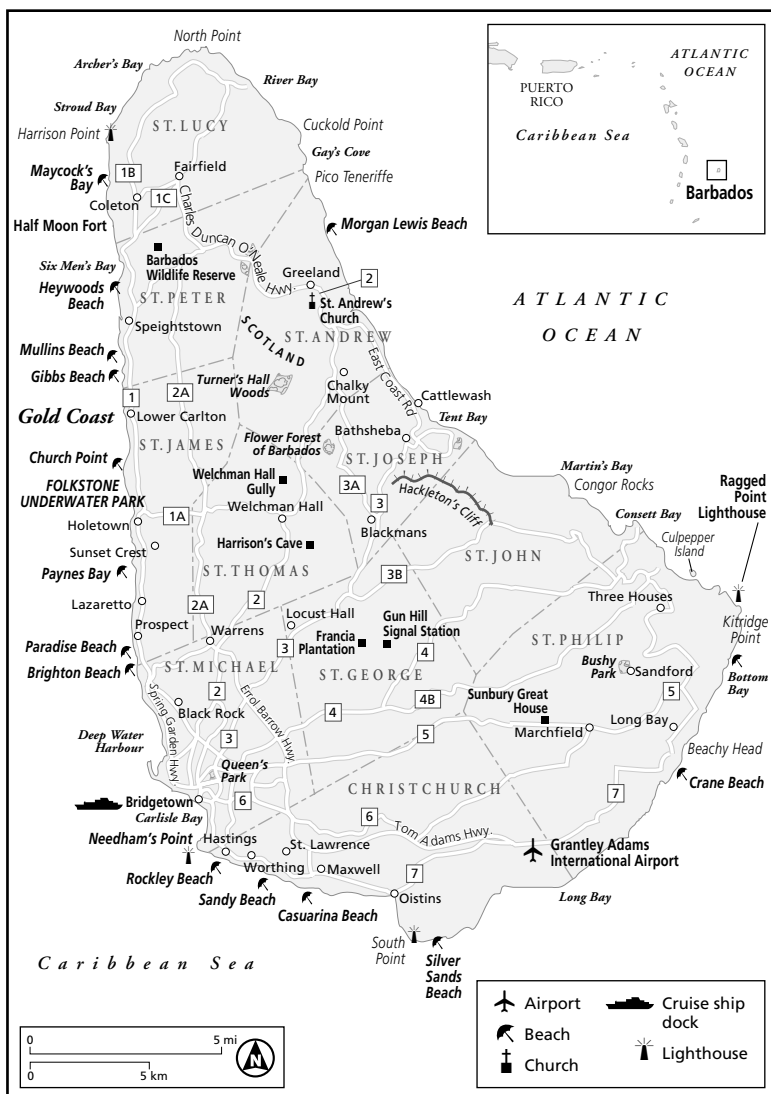 North Point
Archer's Bay
River Bay
Stroud Bay
Harrison Point
ST. LUCY
Cuckold Point
Gay's Cove
Pico Teneriffe
Maycock's
Bay
1B
Fairfield
1C
Coleton
Charles Duncan O'Neale Hwy.
Half Moon Fort
Morgan Lewis Beach
Barbados
Wildlife Reserve
Six Men's Bay
Heywoods
Beach
ST. PETER
Greeland
2
St. Andrew's
Church
Speightstown
SCOTLAND
ST. ANDREW
Mullins Beach
Gibbs Beach
Turner's Hall
Woods
Chalky
Mount
East Coast Rd
Cattlewash
Tent Bay
1
2A
Gold Coast
Lower Carlton
ST. JAMES
Flower Forest
of Barbados
Bathsheba
ST. JOSEPH
Church Point
Welchman Hall
Gully
3A
3
Hackleton's Cliff
Martin's Bay
Congor Rocks
FOLKSTONE
UNDERWATER PARK
1A
Welchman Hall
Blackmans
Consett Bay
Ragged
Point
Lighthouse
Holetown
Sunset Crest
Harrison's Cave
ST. JOHN
Culpepper
Island
Paynes Bay
ST. THOMAS
3B
Lazaretto
2A
2
Locust Hall
Gun Hill
Signal Station
Three Houses
Kitridge
Point
Prospect
Warrens
Francia
Plantation
3
4
ST. PHILIP
Paradise Beach
Brighton Beach
ST. MICHAEL
ST. GEORGE
Bushy
Park
Sandford
Bottom
Bay
Spring Garden Hwy.
Black Rock
2
Errol Barrow Hwy.
4
4B
Sunbury Great
House
5
Long Bay
Deep Water
Harbour
3
5
Marchfield
Beachy Head
Queen's
Park
CHRISTCHURCH
Crane Beach
Bridgetown
Carlisle Bay
6
6
Tom Adams Hwy.
7
Needham's Point
Hastings
St. Lawrence
Grantley Adams
International Airport
Rockley Beach
Worthing
Maxwell
7
Sandy Beach
Casuarina Beach
Oistins
Long Bay
South
Point
Silver
Sands
Beach
Caribbean Sea
ATLANTIC
OCEAN
PUERTO
RICO
ATLANTIC
OCEAN
Caribbean Sea
Barbados
0 5 mi
0 5 km
N
Airport
Beach
Church
Cruise ship
dock
Lighthouse